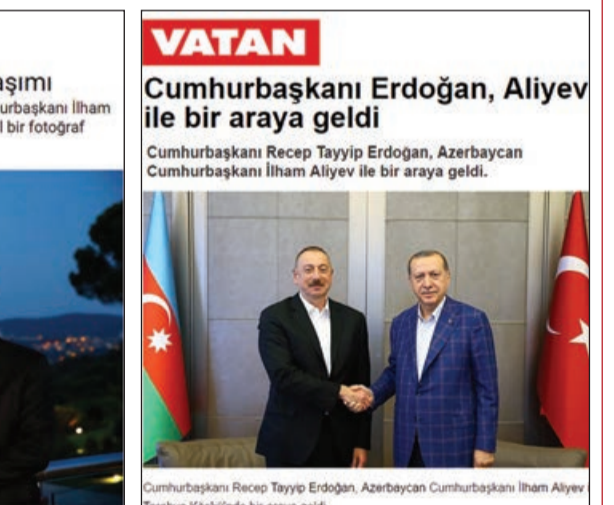 aşımı
urbaşkanı İlham
l bir fotoğraf
VATAN
Cumhurbaşkanı Erdoğan, Aliyev
ile bir araya geldi
Cumhurbaşkanı Recep Tayyip Erdoğan, Azerbaycan
Cumhurbaşkanı İlham Aliyev ile bir araya geldi.
Cumhurbaşkanı Recep Tayyip Erdoğan, Azerbaycan Cumhurbaşkanı İlham Aliyev i